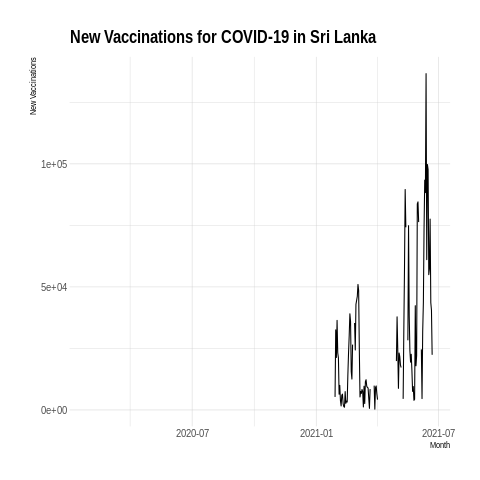 New Vaccinations for COVID-19 in Sri Lanka
New Vaccinations
1e+05
5e+04
0e+00
2020-07
2021-01
2021-07
Month